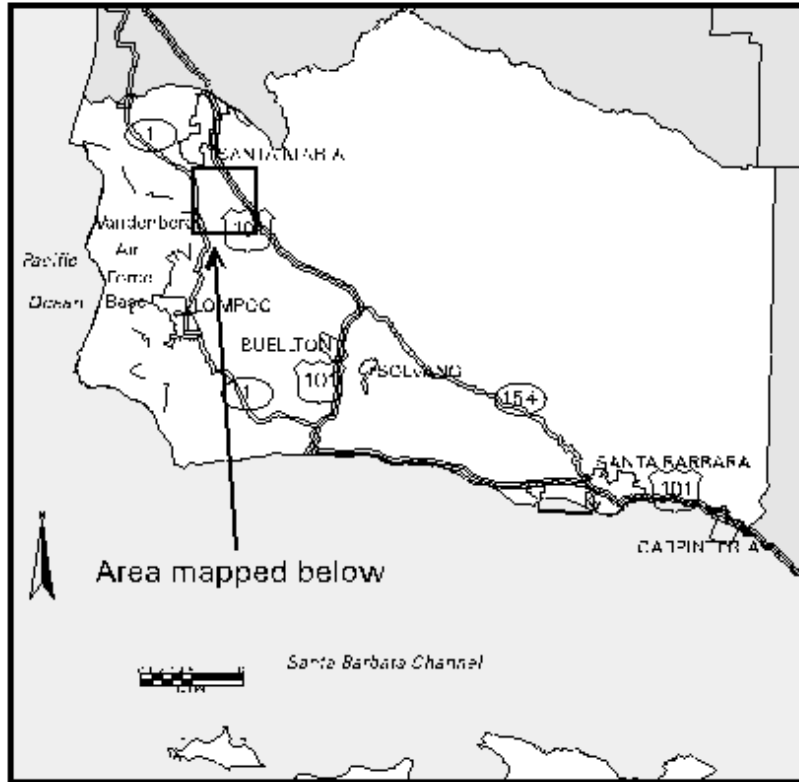 1
SANTA MARIA
101
Vandenberg
Air
Force
Base
Pacific
Ocean
LOMPOC
BUELLTON
101
SOLVANG
1
154
SANTA BARBARA
101
CARPINTERIA
N
Area mapped below
Santa Barbara Channel